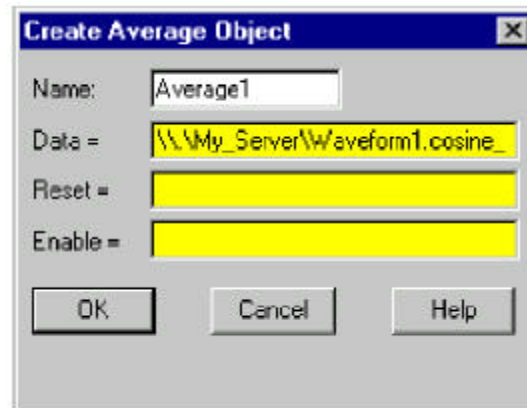 Create Average Object
Name: Average1
Data = \\.\My_Server\Waveform1.cosine_
Reset =
Enable =
OK Cancel Help